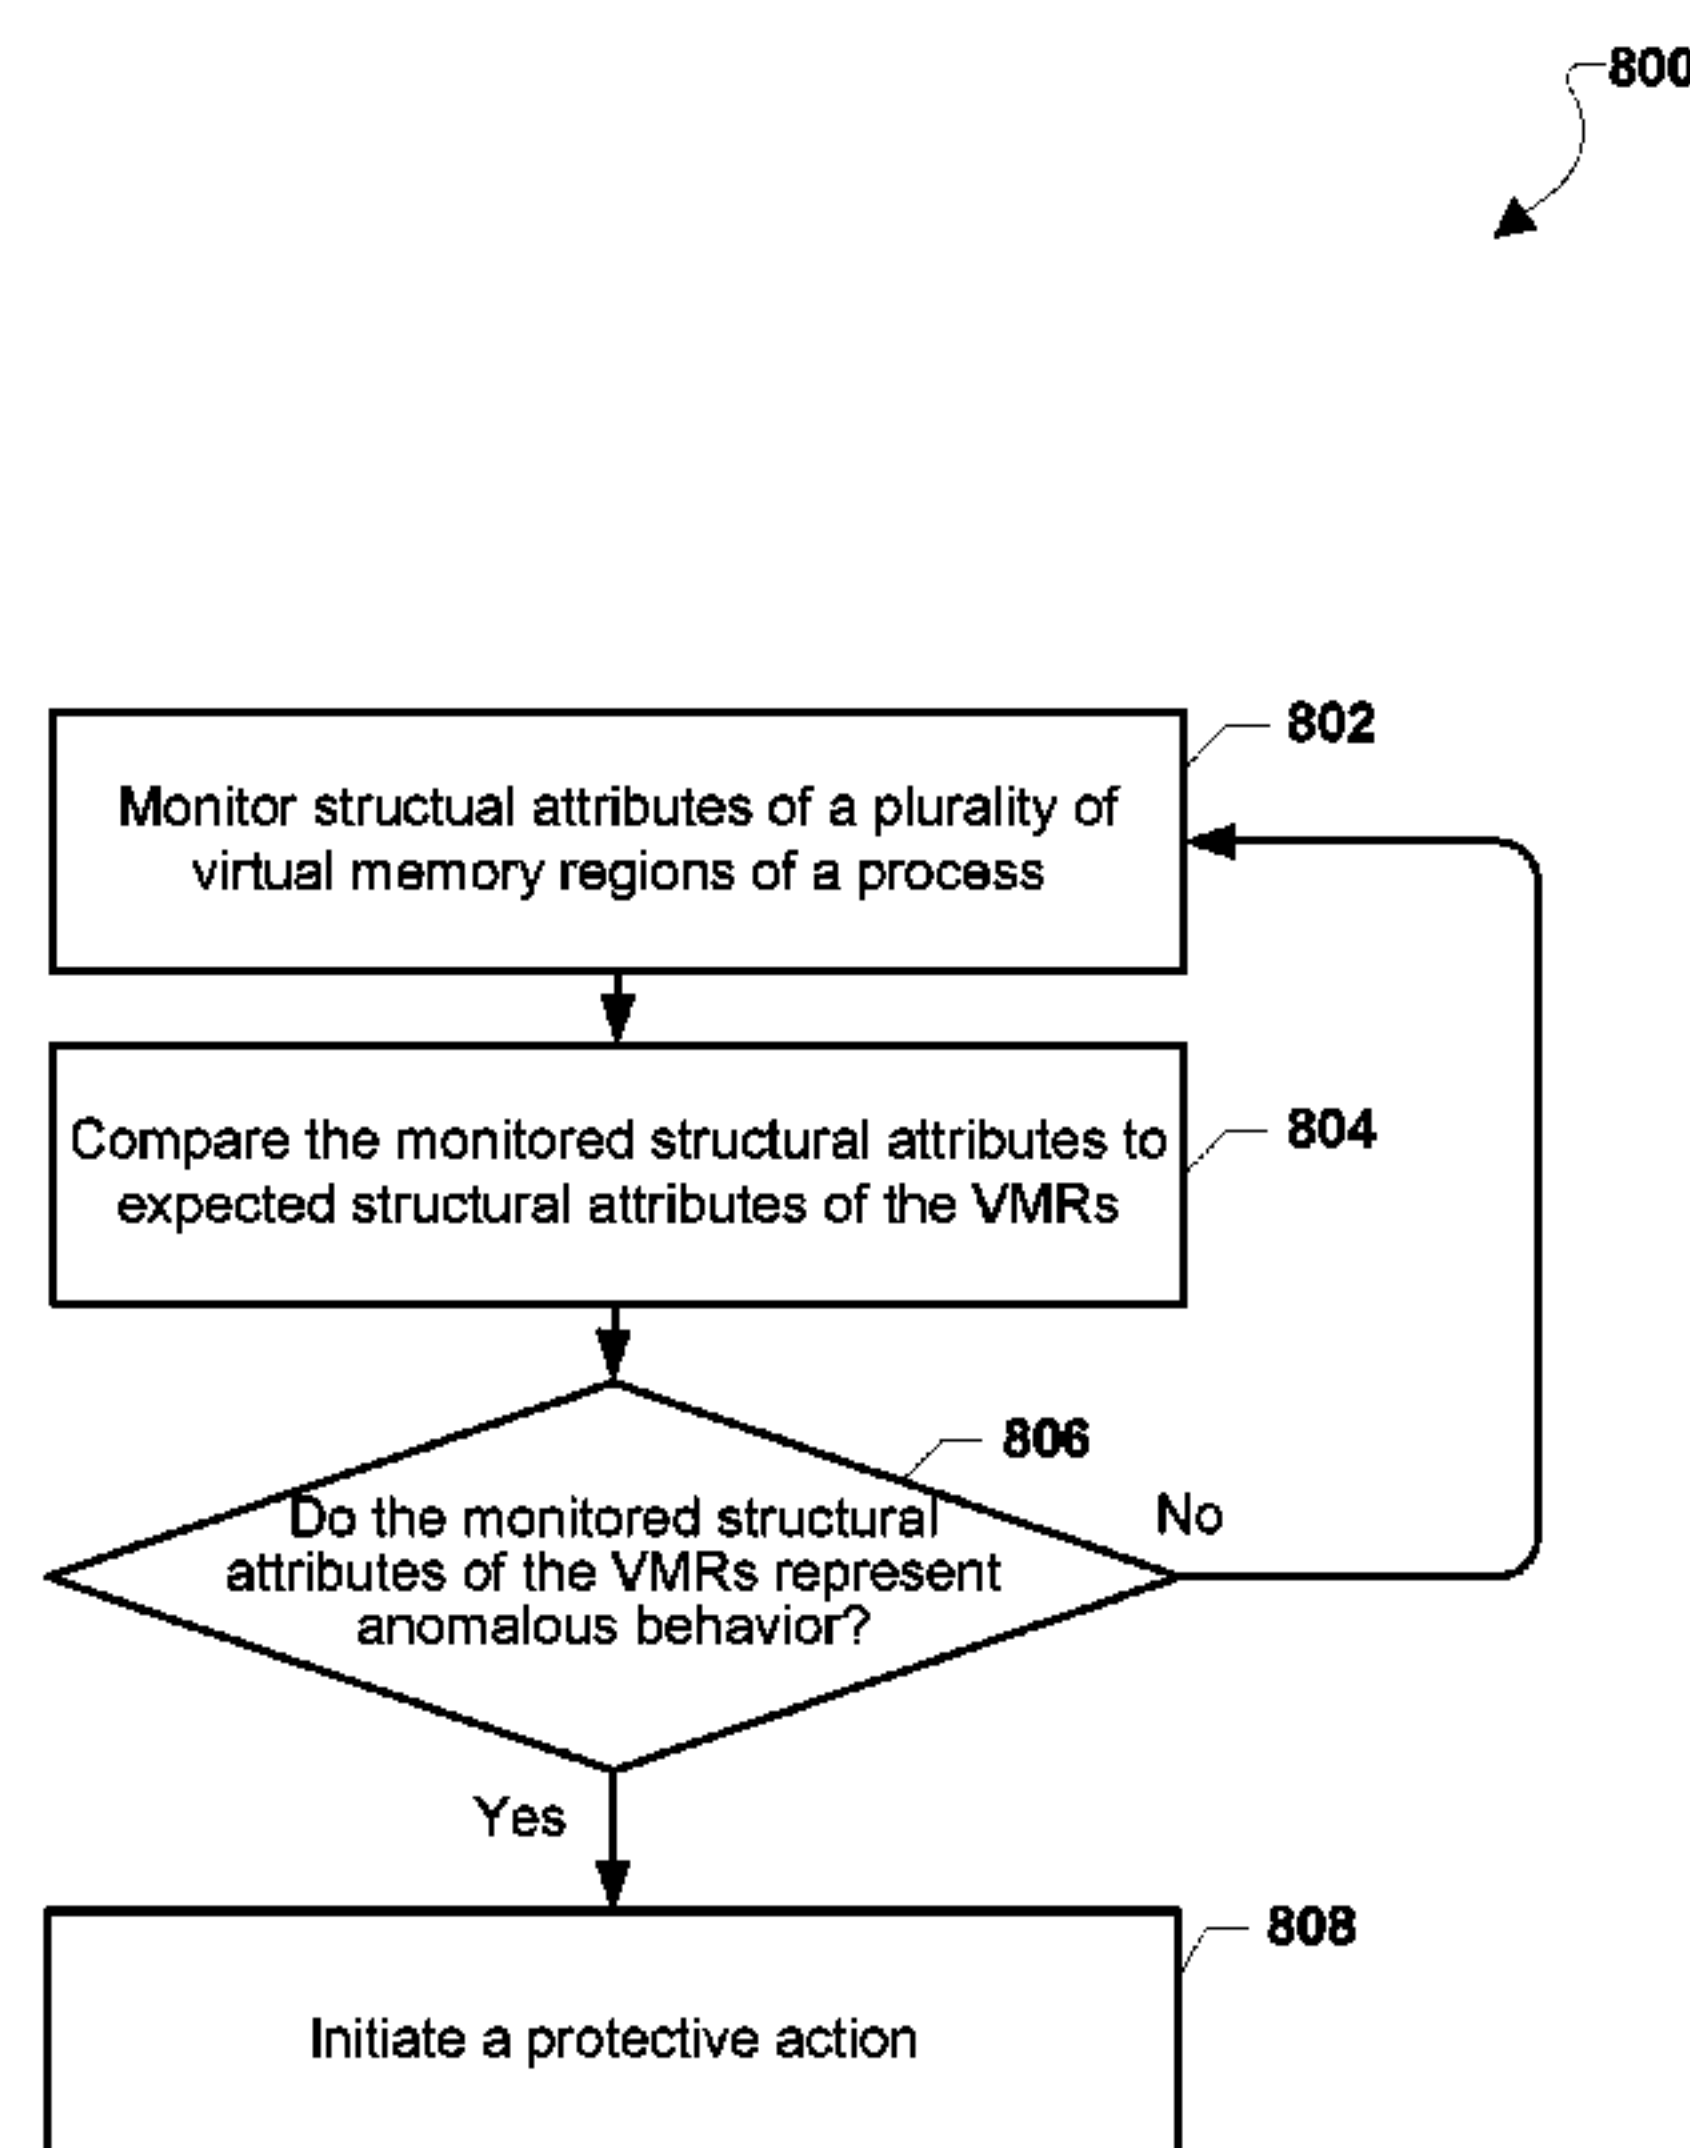 800
802
Monitor structual attributes of a plurality of
virtual memory regions of a process
804
Compare the monitored structural attributes to
expected structural attributes of the VMRs
806
Do the monitored structural
attributes of the VMRs represent
anomalous behavior?
No
Yes
808
Initiate a protective action